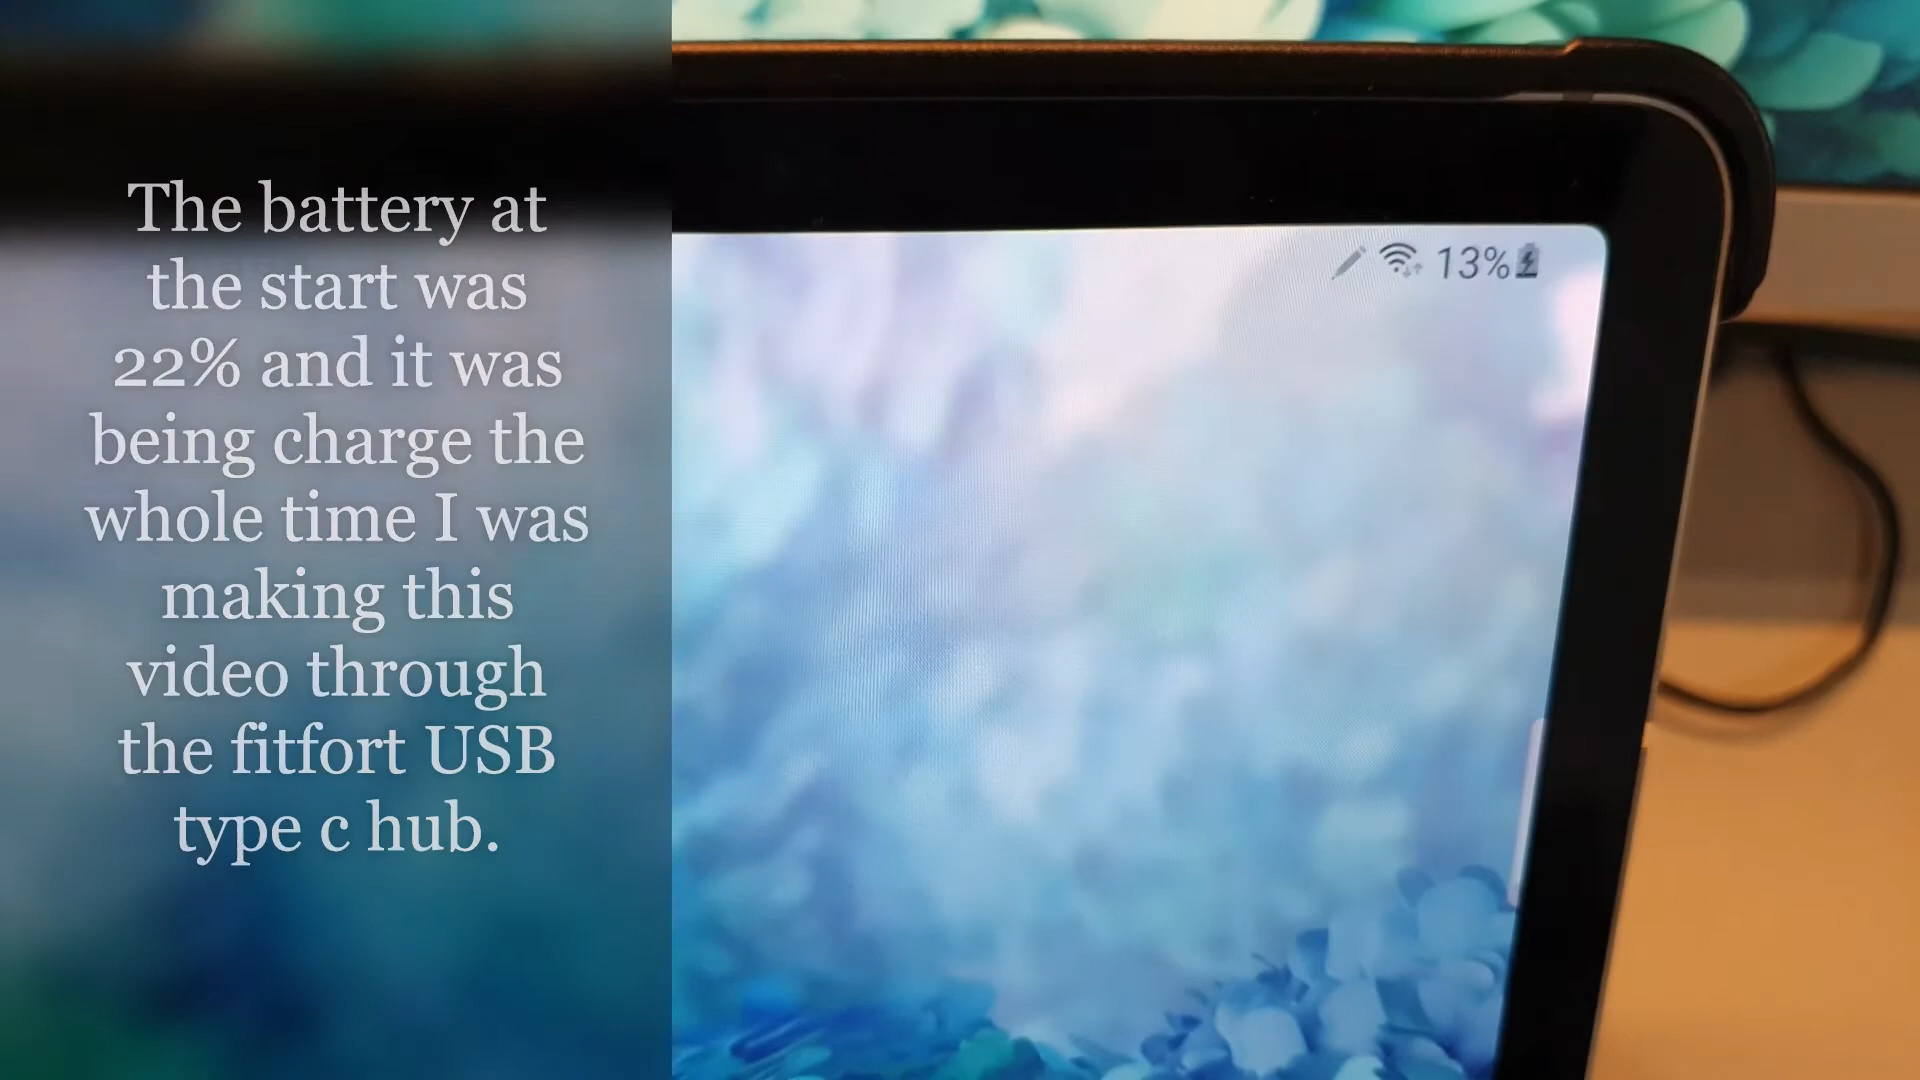 The battery at
the start was
22% and it was
being charge the
whole time I was
making this
video through
the fitfort USB
type c hub.
13%